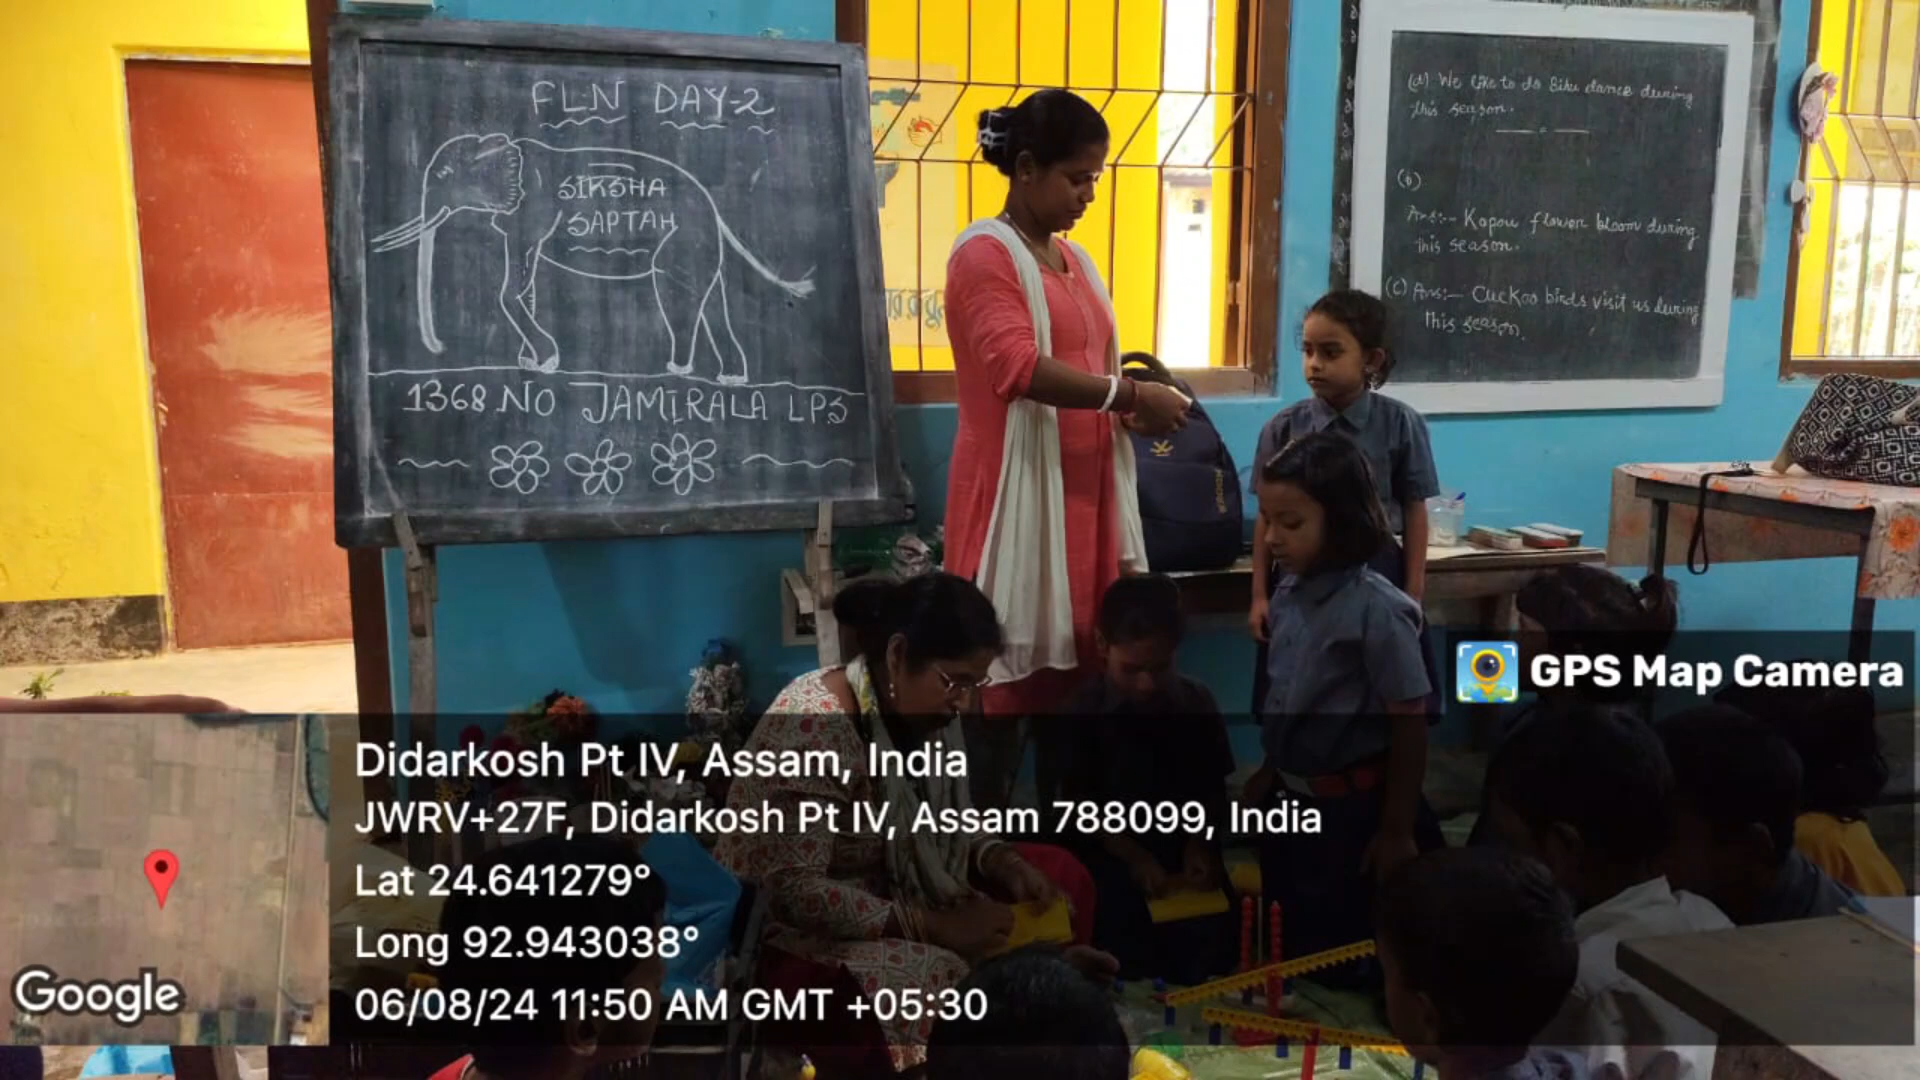 FLN DAY-2
SIKSHA
SAPTAH
1368 NO JAMIRALA LPS
(d) We like to do Bihu dance during
this season.
(b)
Ans:- Kopou flower bloom during
this season.
(c) Ans:- Cuckoo birds visit us during
this season.
GPS Map Camera
Didarkosh Pt IV, Assam, India
JWRV+27F, Didarkosh Pt IV, Assam 788099, India
Lat 24.641279°
Long 92.943038°
06/08/24 11:50 AM GMT +05:30
Google